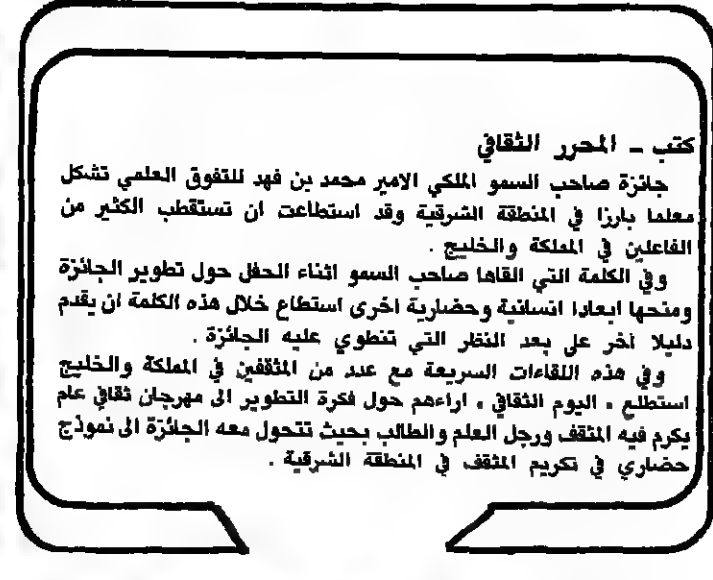 كتب ـ المحرر الثقافي
جائزة صاحب السمو الملكي الامير محمد بن فهد للتفوق العلمي تشكل
معلما بارزا في المنطقة الشرقية وقد استطاعت ان تستقطب الكثير من
الفاعلين في المملكة والخليج .
وفي الكلمة التي القاها صاحب السمو اثناء الحفل حول تطوير الجائزة
ومنحها ابعادا انسانية وحضارية اخرى استطاع خلال هذه الكلمة ان يقدم
دليلا آخر على بعد النظر التي تنطوي عليه الجائزة .
وفي هذه اللقاءات السريعة مع عدد من المثقفين في المملكة والخليج
استطلع « اليوم الثقافي » اراءهم حول فكرة التطوير الى مهرجان ثقافي عام
يكرم فيه المثقف ورجل العلم والطالب بحيث تتحول معه الجائزة الى نموذج
حضاري في تكريم المثقف في المنطقة الشرقية .